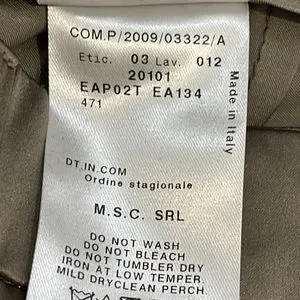 COM.P/2009/03322/A
Etic. 03 Lav. 012
20101
EAP02T EA134
471
Made in Italy
DT.IN.COM
Ordine stagionale
M.S.C. SRL
DO NOT WASH
DO NOT BLEACH
DO NOT TUMBLER DRY
IRON AT LOW TEMPER.
MILD DRYCLEAN PERCH.